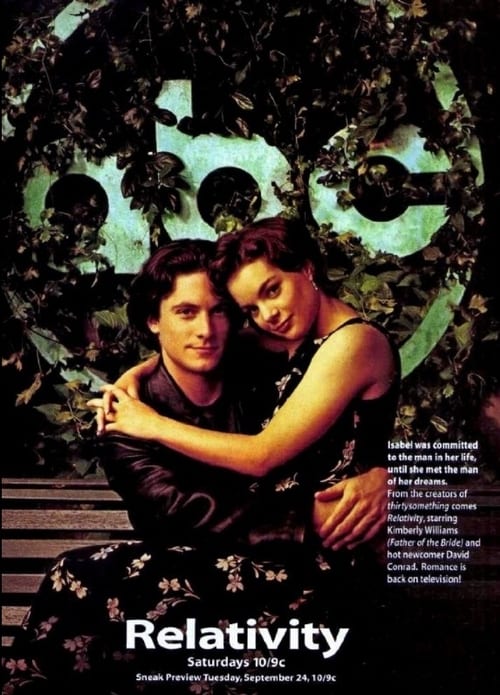 abc
Isabel was committed
to the man in her life,
until she met the man
of her dreams.
From the creators of
thirtysomething comes
Relativity, starring
Kimberly Williams
(Father of the Bride) and
hot newcomer David
Conrad. Romance is
back on television!
Relativity
Saturdays 10/9c
Sneak Preview Tuesday, September 24, 10/9c